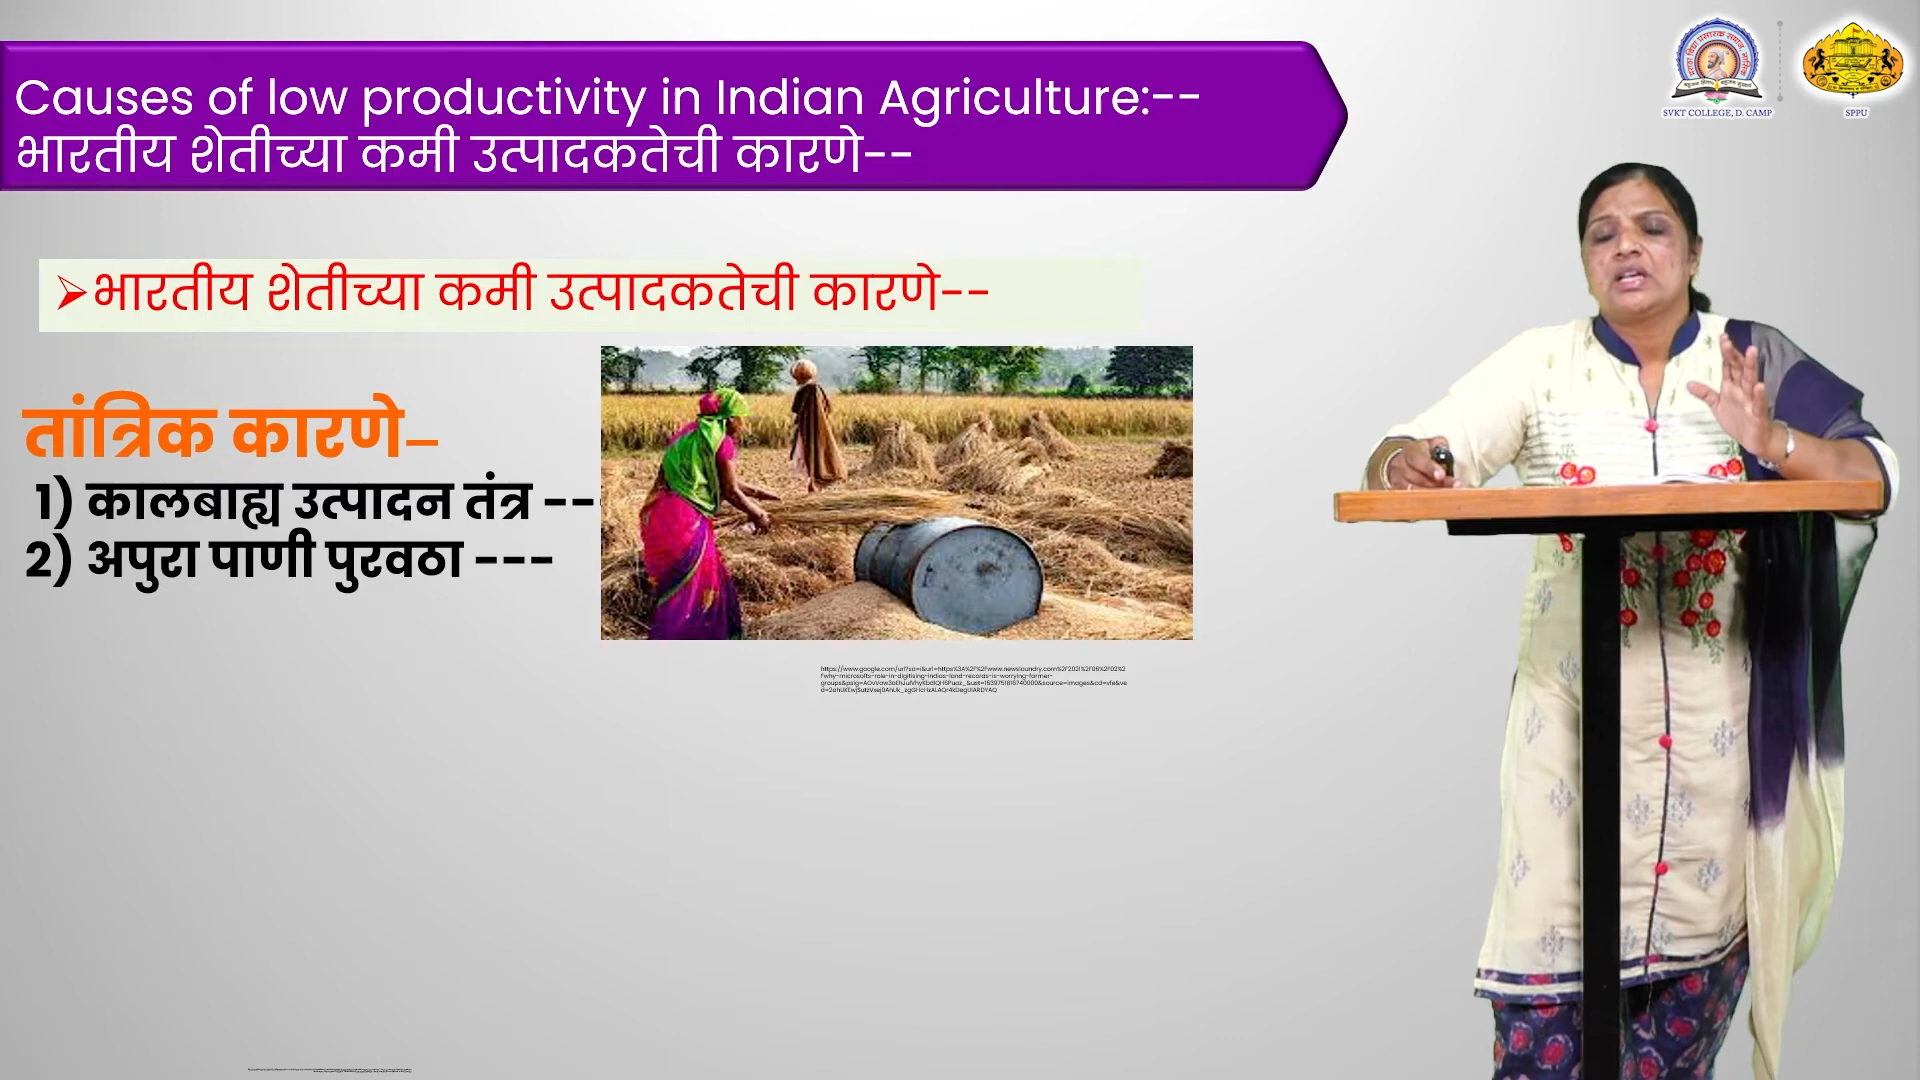 Causes of low productivity in Indian Agriculture:--
भारतीय शेतीच्या कमी उत्पादकतेची कारणे--
SVKT COLLEGE, D. CAMP
SPPU
➢भारतीय शेतीच्या कमी उत्पादकतेची कारणे--
तांत्रिक कारणे–
1) कालबाह्य उत्पादन तंत्र --
2) अपुरा पाणी पुरवठा ---